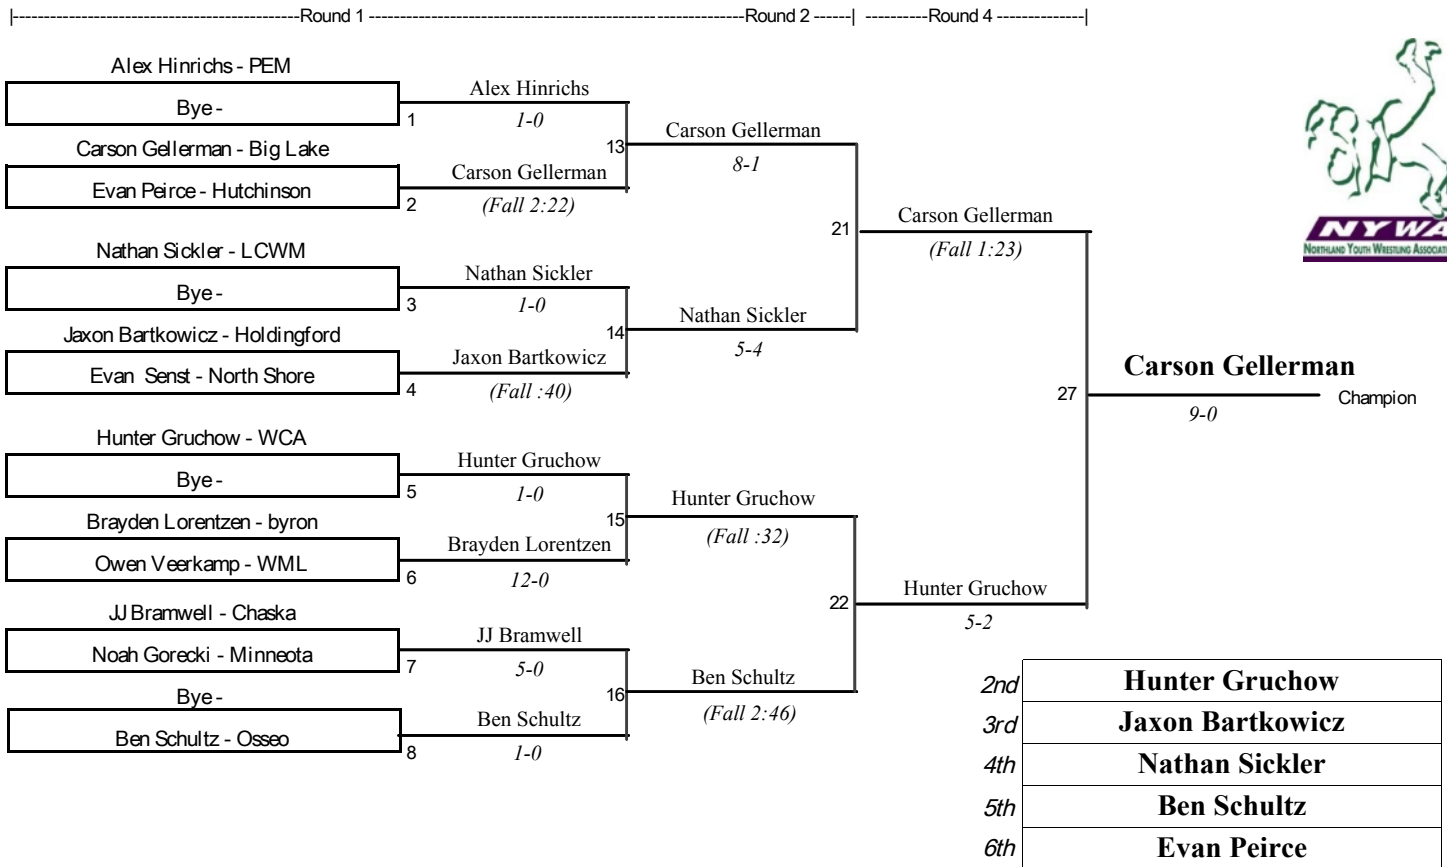 |--------------------------------------------Round 1 ----------------------------------------------------------Round 2 ------| ----------Round 4 --------------|
Alex Hinrichs - PEM
Bye -
1
Alex Hinrichs
1-0
Carson Gellerman - Big Lake
Evan Peirce - Hutchinson
2
Carson Gellerman
(Fall 2:22)
13
Carson Gellerman
8-1
Nathan Sickler - LCWM
Bye -
3
Nathan Sickler
1-0
Jaxon Bartkowicz - Holdingford
Evan Senst - North Shore
4
Jaxon Bartkowicz
(Fall :40)
14
Nathan Sickler
5-4
21
Carson Gellerman
(Fall 1:23)
Hunter Gruchow - WCA
Bye -
5
Hunter Gruchow
1-0
Brayden Lorentzen - byron
Owen Veerkamp - WML
6
Brayden Lorentzen
12-0
15
Hunter Gruchow
(Fall :32)
JJ Bramwell - Chaska
Noah Gorecki - Minneota
7
JJ Bramwell
5-0
Bye -
Ben Schultz - Osseo
8
Ben Schultz
1-0
16
Ben Schultz
(Fall 2:46)
22
Hunter Gruchow
5-2
27
Carson Gellerman
9-0
Champion
NYWA
NORTHLAND YOUTH WRESTLING
2nd Hunter Gruchow
3rd Jaxon Bartkowicz
4th Nathan Sickler
5th Ben Schultz
6th Evan Peirce